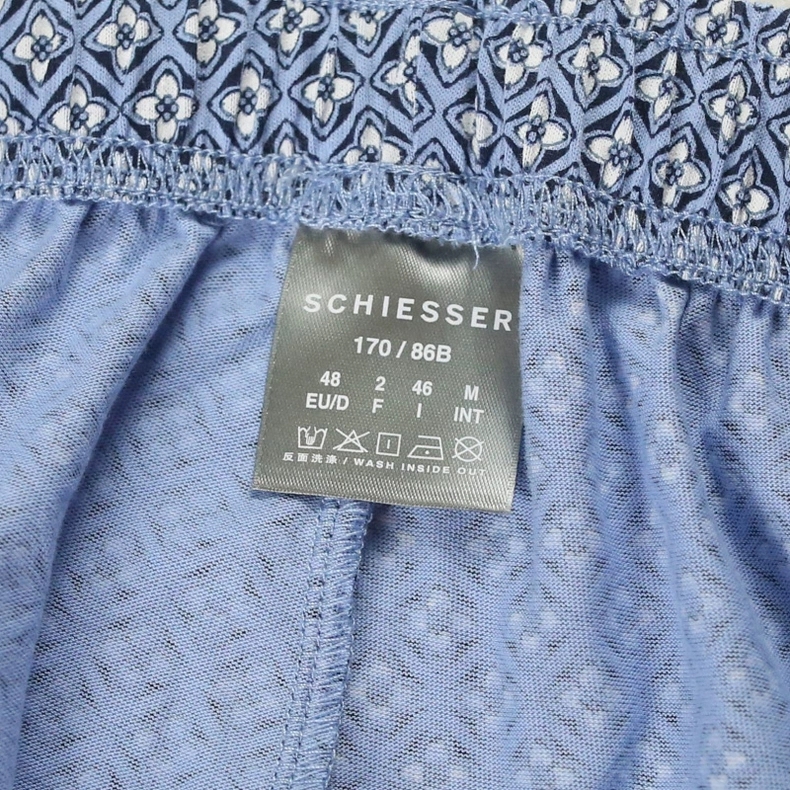 SCHIESSER
170 / 86B
48 2 46 M
EU/D F I INT
反面洗涤 / WASH INSIDE OUT